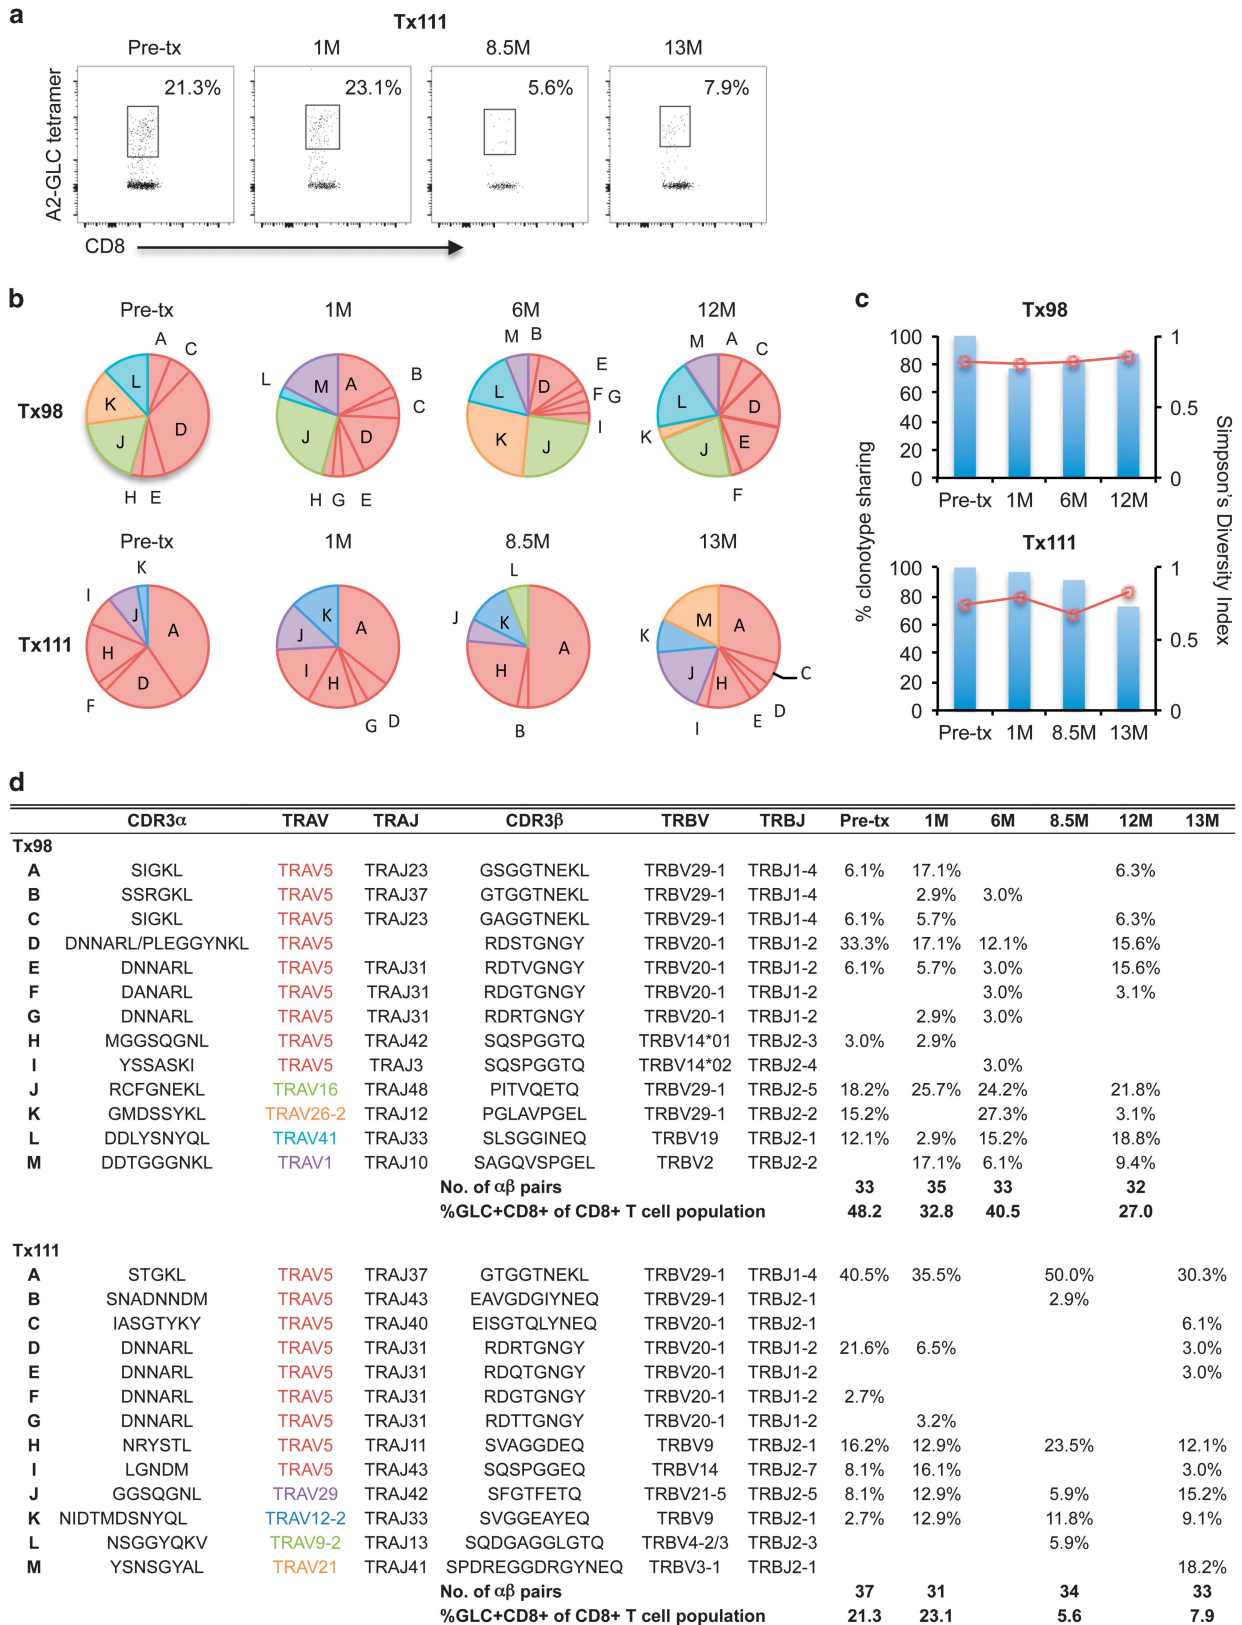 a
Tx111
Pre-tx 1M 8.5M 13M
21.3% 23.1% 5.6% 7.9%
A2-GLC tetramer
CD8
b
Pre-tx 1M 6M 12M
Tx98
A C D E H J K L
A B C D E G H J L M
B D E F G I J K L M
A C D E F J K L M
Pre-tx 1M 8.5M 13M
Tx111
A D F H I J K
A D G H I J K
A B H J K L
A C D E H I J K M
c
Tx98
100 80 60 40 20 0
1 0.5 0
Pre-tx 1M 6M 12M
% clonotype sharing
Simpson's Diversity Index
Tx111
100 80 60 40 20 0
1 0.5 0
Pre-tx 1M 8.5M 13M
d
CDR3α TRAV TRAJ CDR3β TRBV TRBJ Pre-tx 1M 6M 8.5M 12M 13M
Tx98
A SIGKL TRAV5 TRAJ23 GSGGTNEKL TRBV29-1 TRBJ1-4 6.1% 17.1% 6.3%
B SSRGKL TRAV5 TRAJ37 GTGGTNEKL TRBV29-1 TRBJ1-4 2.9% 3.0%
C SIGKL TRAV5 TRAJ23 GAGGTNEKL TRBV29-1 TRBJ1-4 6.1% 5.7% 6.3%
D DNNARL/PLEGGYNKL TRAV5 RDSTGNGY TRBV20-1 TRBJ1-2 33.3% 17.1% 12.1% 15.6%
E DNNARL TRAV5 TRAJ31 RDTVGNGY TRBV20-1 TRBJ1-2 6.1% 5.7% 3.0% 15.6%
F DANARL TRAV5 TRAJ31 RDGTGNGY TRBV20-1 TRBJ1-2 3.0% 3.1%
G DNNARL TRAV5 TRAJ31 RDRTGNGY TRBV20-1 TRBJ1-2 2.9% 3.0%
H MGGSQGNL TRAV5 TRAJ42 SQSPGGTQ TRBV14*01 TRBJ2-3 3.0% 2.9%
I YSSASKI TRAV5 TRAJ3 SQSPGGTQ TRBV14*02 TRBJ2-4 3.0%
J RCFGNEKL TRAV16 TRAJ48 PITVQETQ TRBV29-1 TRBJ2-5 18.2% 25.7% 24.2% 21.8%
K GMDSSYKL TRAV26-2 TRAJ12 PGLAVPGEL TRBV29-1 TRBJ2-2 15.2% 27.3% 3.1%
L DDLYSNYQL TRAV41 TRAJ33 SLSGGINEQ TRBV19 TRBJ2-1 12.1% 2.9% 15.2% 18.8%
M DDTGGGNKL TRAV1 TRAJ10 SAGQVSPGEL TRBV2 TRBJ2-2 17.1% 6.1% 9.4%
No. of αβ pairs 33 35 33 32
%GLC+CD8+ of CD8+ T cell population 48.2 32.8 40.5 27.0
Tx111
A STGKL TRAV5 TRAJ37 GTGGTNEKL TRBV29-1 TRBJ1-4 40.5% 35.5% 50.0% 30.3%
B SNADNNDM TRAV5 TRAJ43 EAVGDGIYNEQ TRBV29-1 TRBJ2-1 2.9%
C IASGTYKY TRAV5 TRAJ40 EISGTQLYNEQ TRBV20-1 TRBJ2-1 6.1%
D DNNARL TRAV5 TRAJ31 RDRTGNGY TRBV20-1 TRBJ1-2 21.6% 6.5% 3.0%
E DNNARL TRAV5 TRAJ31 RDQTGNGY TRBV20-1 TRBJ1-2 3.0%
F DNNARL TRAV5 TRAJ31 RDGTGNGY TRBV20-1 TRBJ1-2 2.7%
G DNNARL TRAV5 TRAJ31 RDTTGNGY TRBV20-1 TRBJ1-2 3.2%
H NRYSTL TRAV5 TRAJ11 SVAGGDEQ TRBV9 TRBJ2-1 16.2% 12.9% 23.5% 12.1%
I LGNDM TRAV5 TRAJ43 SQSPGGEQ TRBV14 TRBJ2-7 8.1% 16.1% 3.0%
J GGSQGNL TRAV29 TRAJ42 SFGTFETQ TRBV21-5 TRBJ2-5 8.1% 12.9% 5.9% 15.2%
K NIDTMDSNYQL TRAV12-2 TRAJ33 SVGGEAYEQ TRBV9 TRBJ2-1 2.7% 12.9% 11.8% 9.1%
L NSGGYQKV TRAV9-2 TRAJ13 SQDGAGGLGTQ TRBV4-2/3 TRBJ2-3 5.9%
M YSNSGYAL TRAV21 TRAJ41 SPDREGGDRGYNEQ TRBV3-1 TRBJ2-1 18.2%
No. of αβ pairs 37 31 34 33
%GLC+CD8+ of CD8+ T cell population 21.3 23.1 5.6 7.9